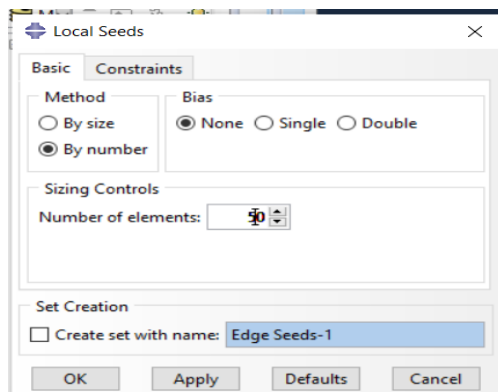 Local Seeds
Basic Constraints
Method
By size
By number
Bias
None Single Double
Sizing Controls
Number of elements: 50
Set Creation
Create set with name: Edge Seeds-1
OK Apply Defaults Cancel